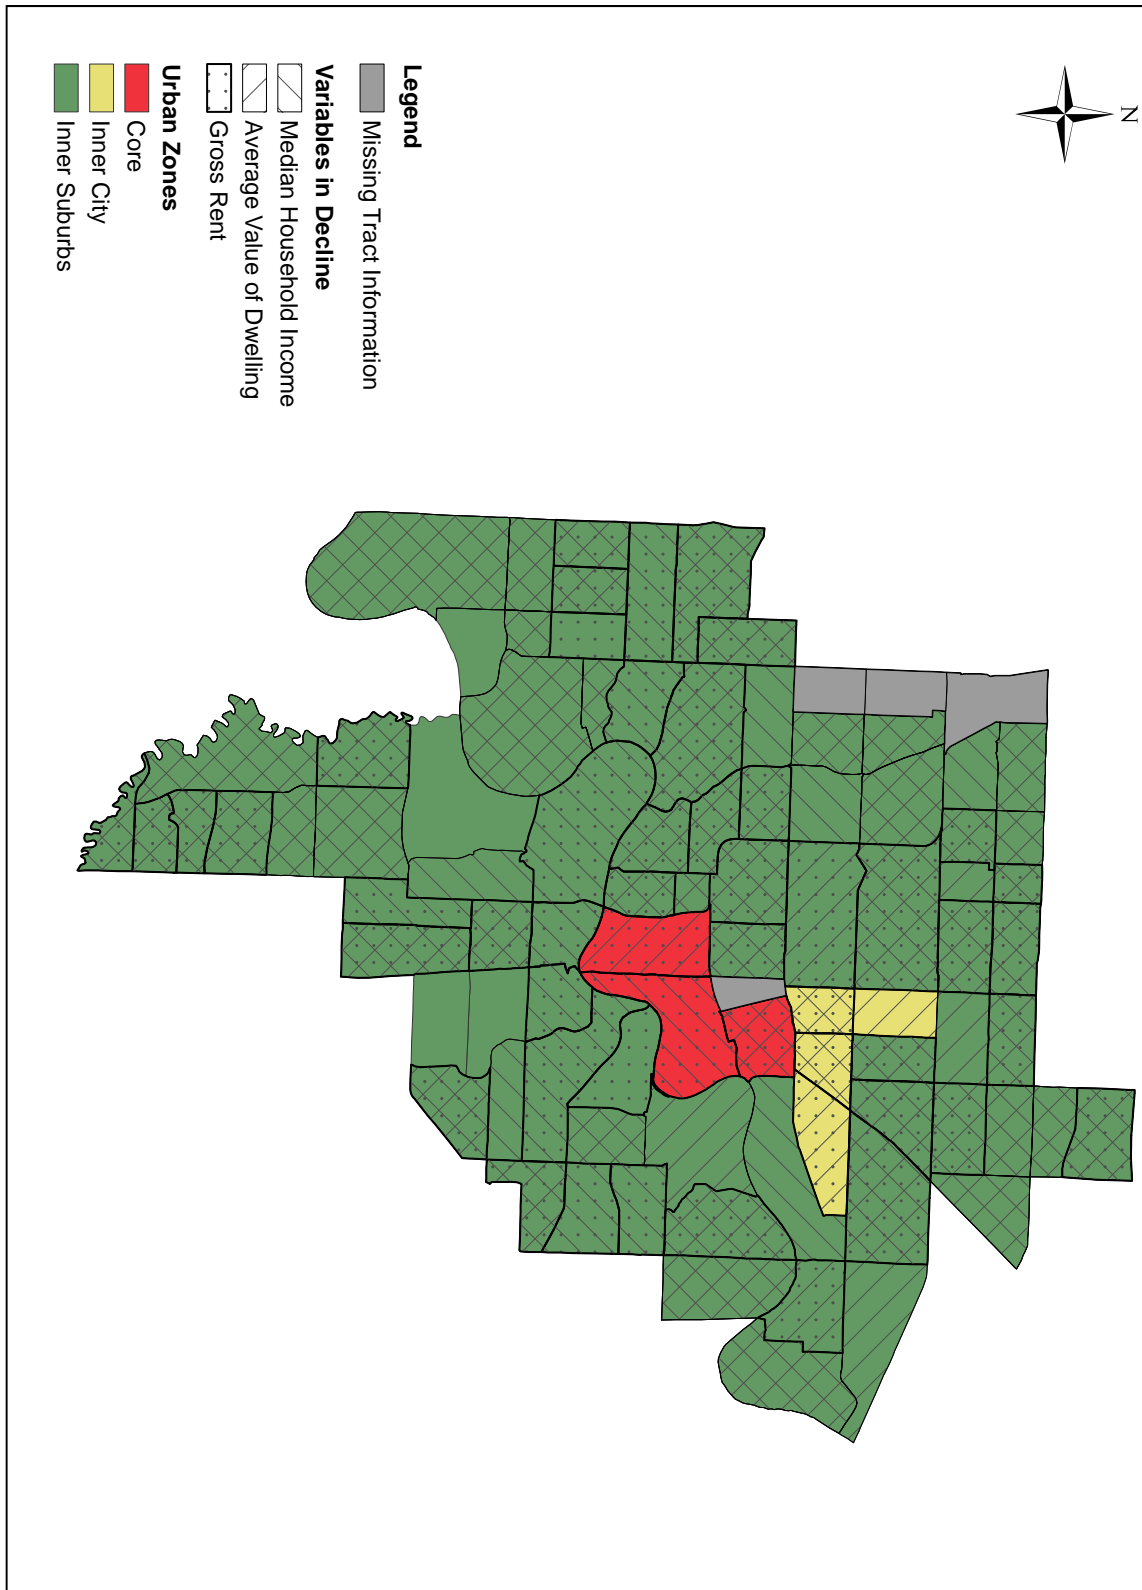 N
Legend
Missing Tract Information
Variables in Decline
Median Household Income
Average Value of Dwelling
Gross Rent
Urban Zones
Core
Inner City
Inner Suburbs